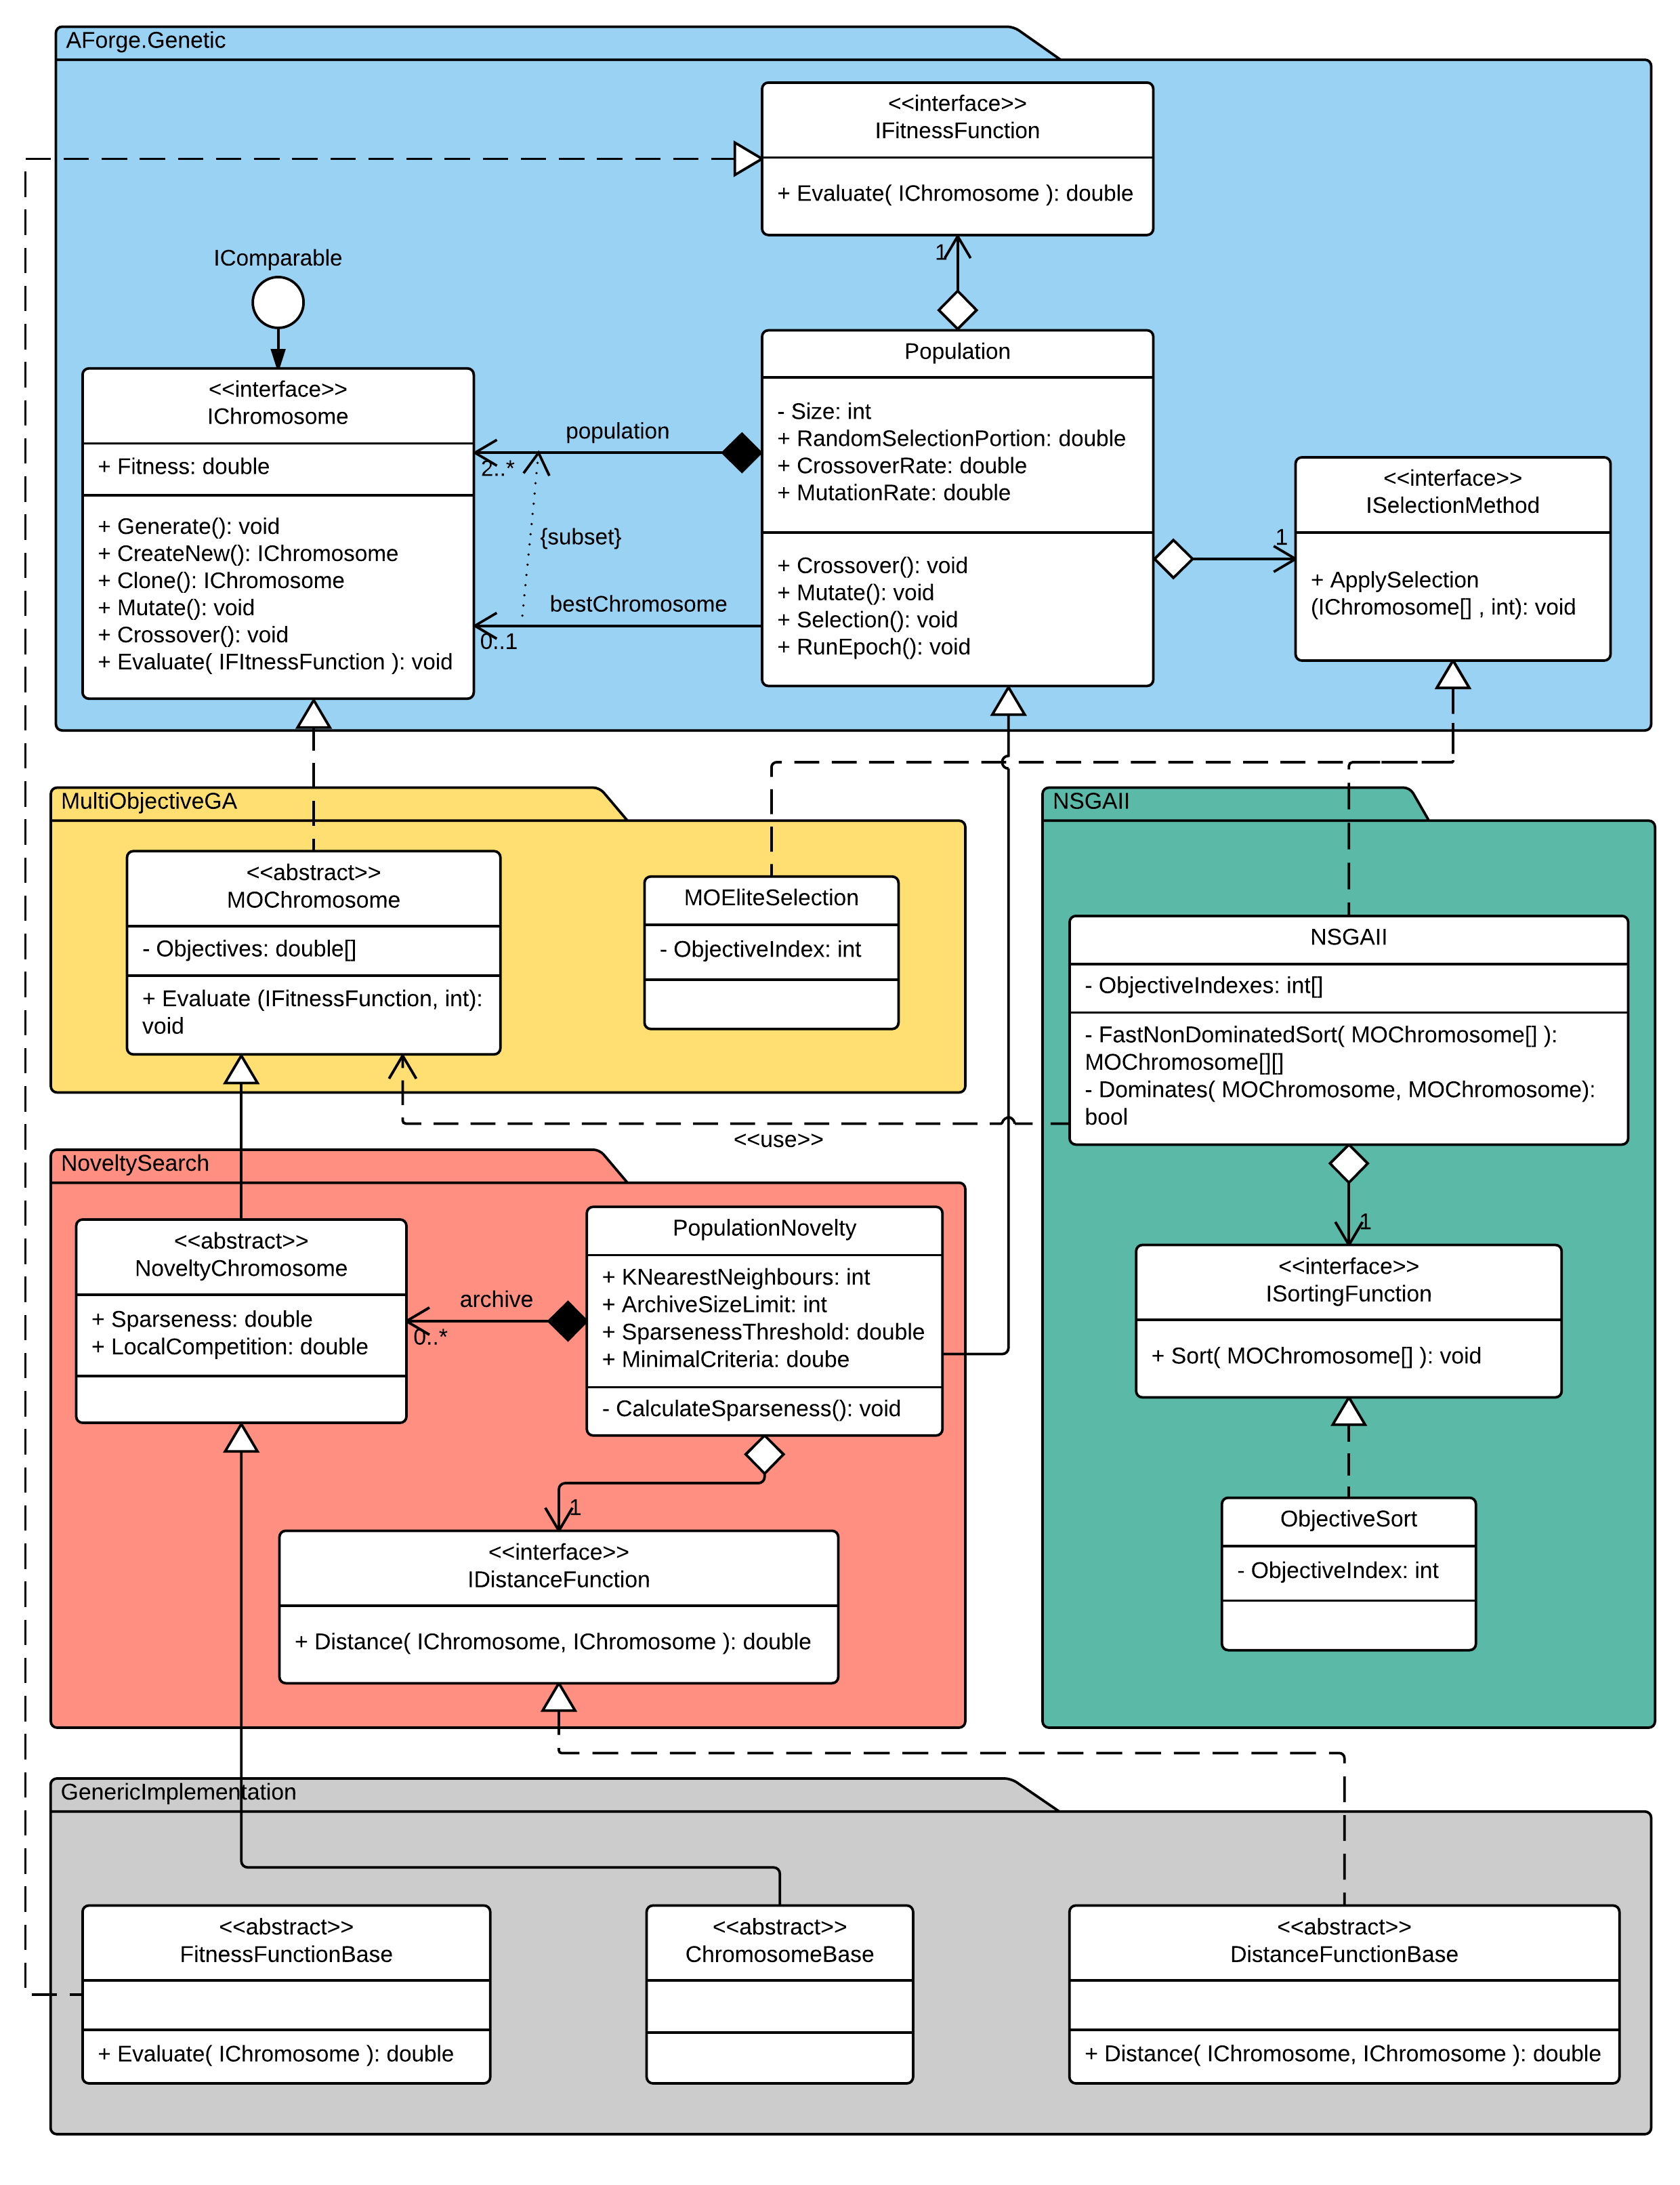 AForge.Genetic
<<interface>>
IFitnessFunction
+ Evaluate( IChromosome ): double
1
IComparable
<<interface>>
IChromosome
+ Fitness: double
+ Generate(): void
+ CreateNew(): IChromosome
+ Clone(): IChromosome
+ Mutate(): void
+ Crossover(): void
+ Evaluate( IFItnessFunction ): void
population
2..*
{subset}
bestChromosome
0..1
Population
- Size: int
+ RandomSelectionPortion: double
+ CrossoverRate: double
+ MutationRate: double
+ Crossover(): void
+ Mutate(): void
+ Selection(): void
+ RunEpoch(): void
1
<<interface>>
ISelectionMethod
+ ApplySelection
(IChromosome[] , int): void
MultiObjectiveGA
<<abstract>>
MOChromosome
- Objectives: double[]
+ Evaluate (IFitnessFunction, int):
void
MOEliteSelection
- ObjectiveIndex: int
NSGAII
NSGAII
- ObjectiveIndexes: int[]
- FastNonDominatedSort( MOChromosome[] ):
MOChromosome[][]
- Dominates( MOChromosome, MOChromosome):
bool
<<use>>
1
<<interface>>
ISortingFunction
+ Sort( MOChromosome[] ): void
ObjectiveSort
- ObjectiveIndex: int
NoveltySearch
<<abstract>>
NoveltyChromosome
+ Sparseness: double
+ LocalCompetition: double
archive
0..*
PopulationNovelty
+ KNearestNeighbours: int
+ ArchiveSizeLimit: int
+ SparsenessThreshold: double
+ MinimalCriteria: doube
- CalculateSparseness(): void
1
<<interface>>
IDistanceFunction
+ Distance( IChromosome, IChromosome ): double
GenericImplementation
<<abstract>>
FitnessFunctionBase
+ Evaluate( IChromosome ): double
<<abstract>>
ChromosomeBase
<<abstract>>
DistanceFunctionBase
+ Distance( IChromosome, IChromosome ): double